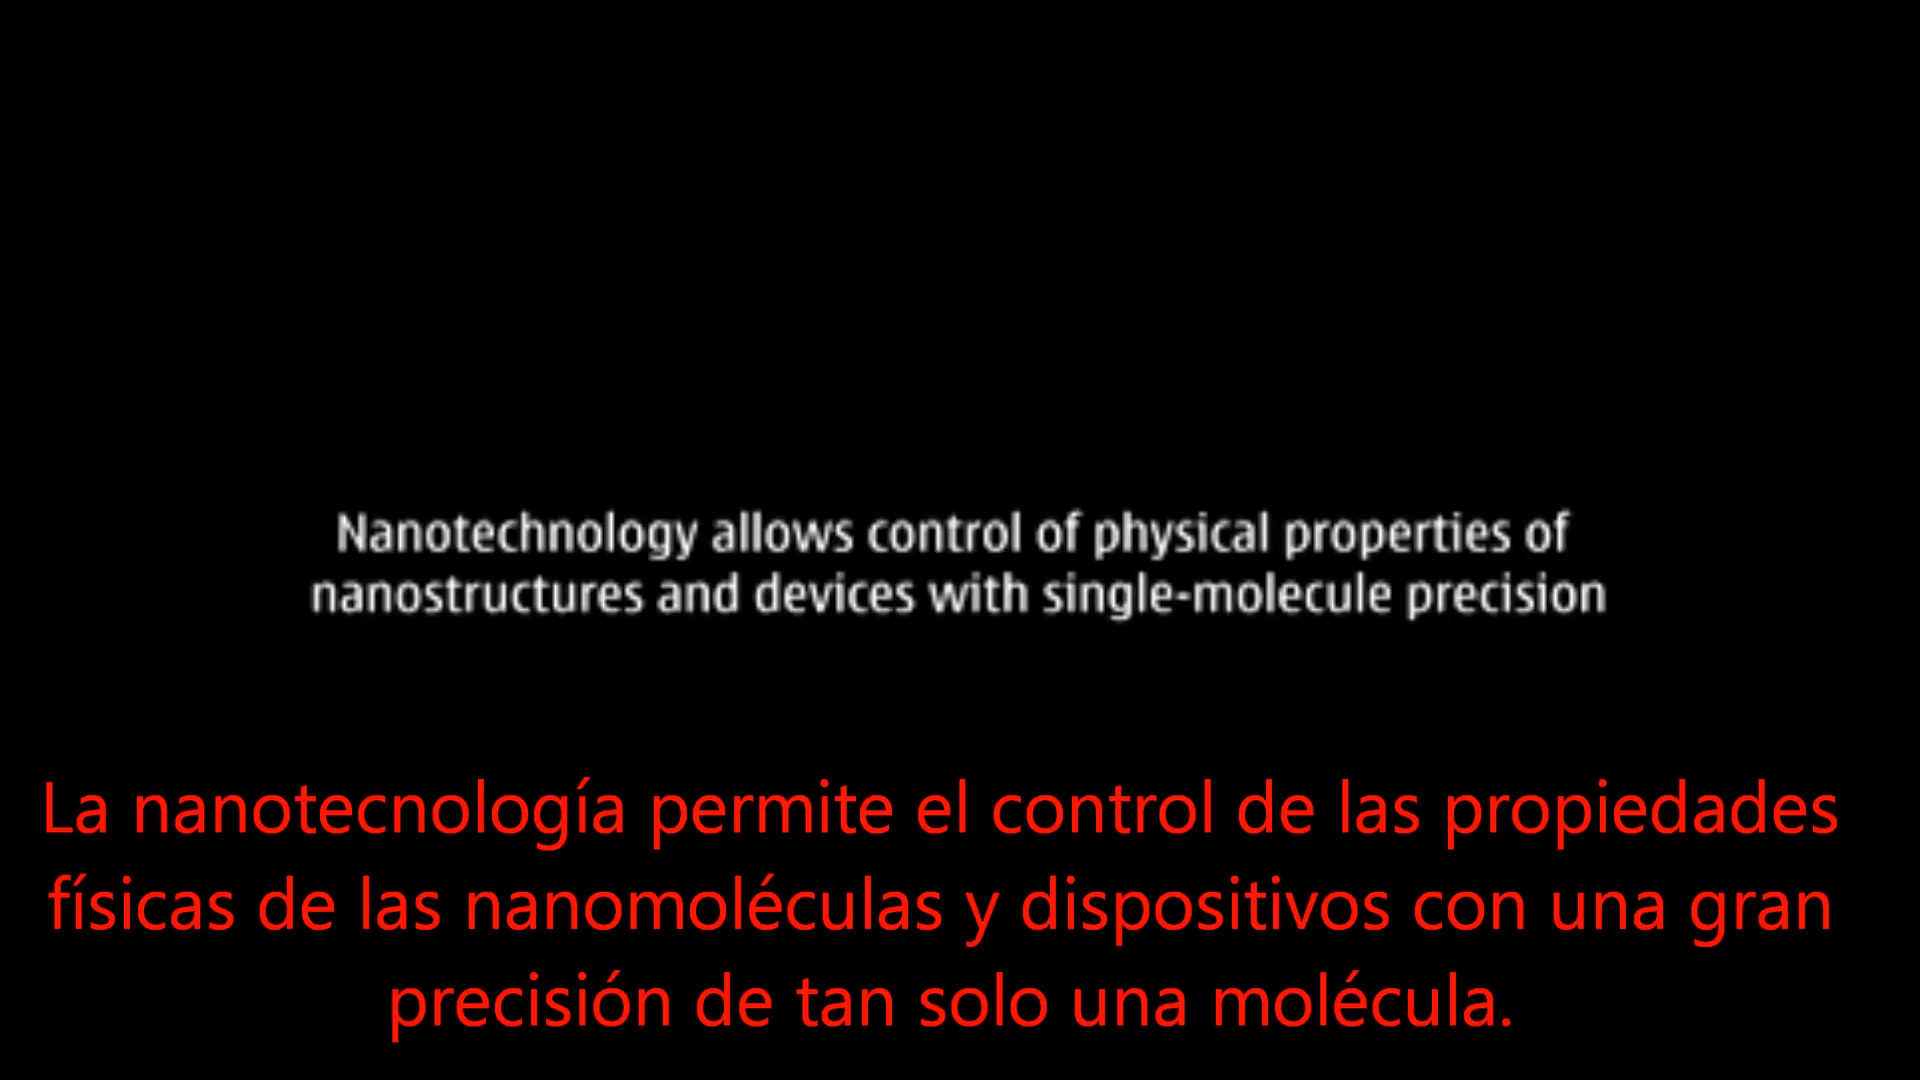 Nanotechnology allows control of physical properties of
nanostructures and devices with single-molecule precision
La nanotecnología permite el control de las propiedades
físicas de las nanomoléculas y dispositivos con una gran
precisión de tan solo una molécula.